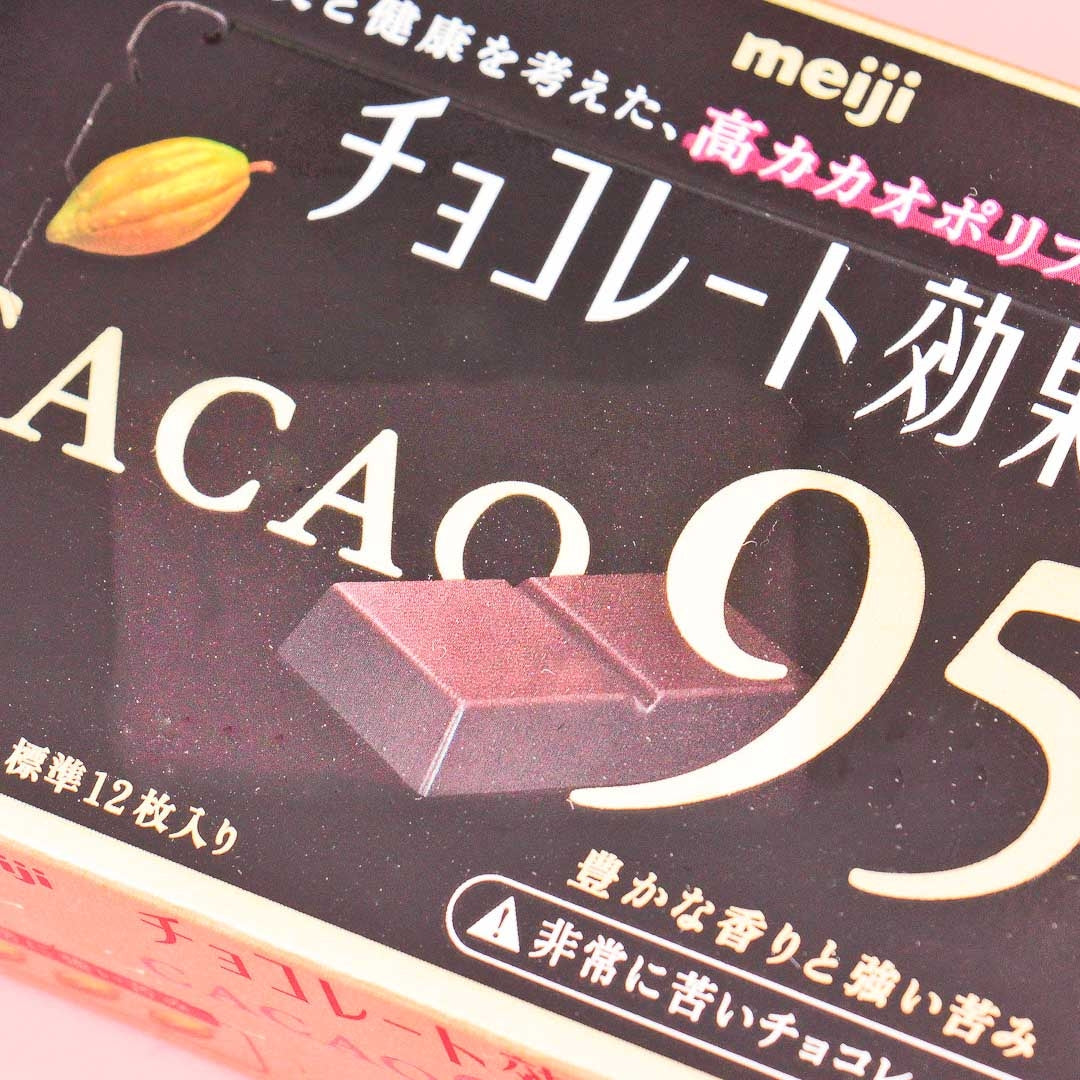 meiji
と健康を考えた、高カカオポリ
チョコレート効果
CACAO 95
標準12枚入り
豊かな香りと強い苦み
非常に苦いチョコレ
チョコレート効
CACAO